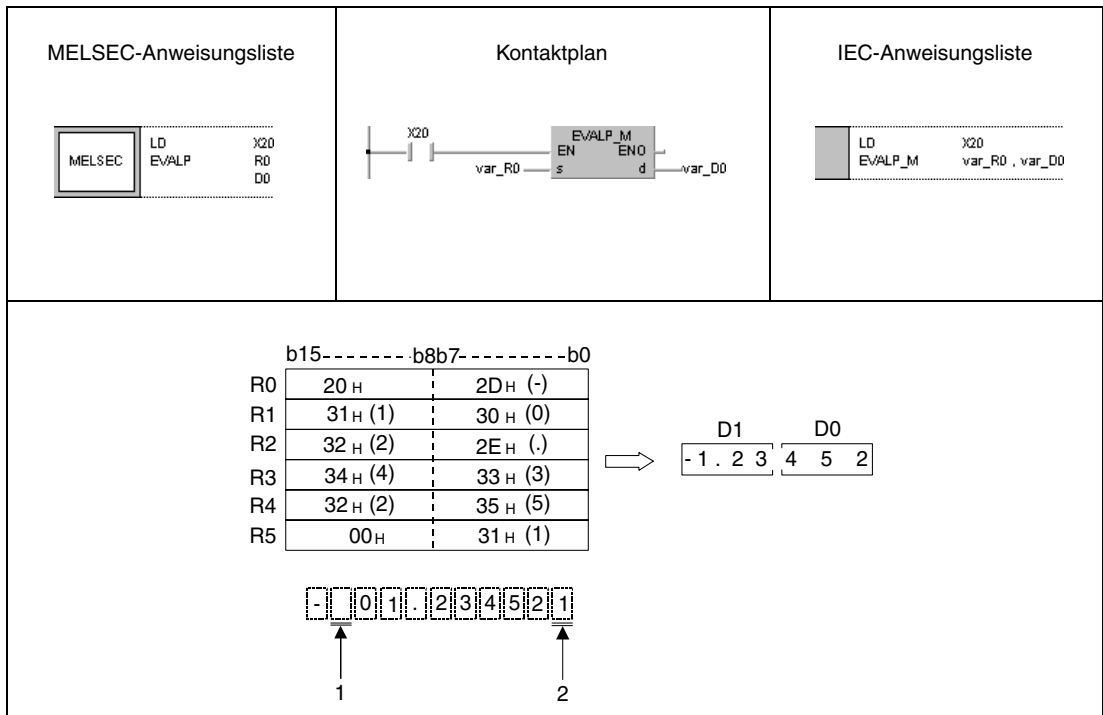 MELSEC-Anweisungsliste
Kontaktplan
IEC-Anweisungsliste
MELSEC
LD X20
EVALP R0
D0
X20
EVALP_M
EN ENO
var_R0 s d var_D0
LD X20
EVALP_M var_R0 , var_D0
b15- - - - - - - b8b7- - - - - - - - -b0
R0 20 H 2D H (-)
R1 31 H (1) 30 H (0)
R2 32 H (2) 2E H (.)
R3 34 H (4) 33 H (3)
R4 32 H (2) 35 H (5)
R5 00 H 31 H (1)
D1 D0
- 1 . 2 3 4 5 2
- 0 1 . 2 3 4 5 2 1
1 2